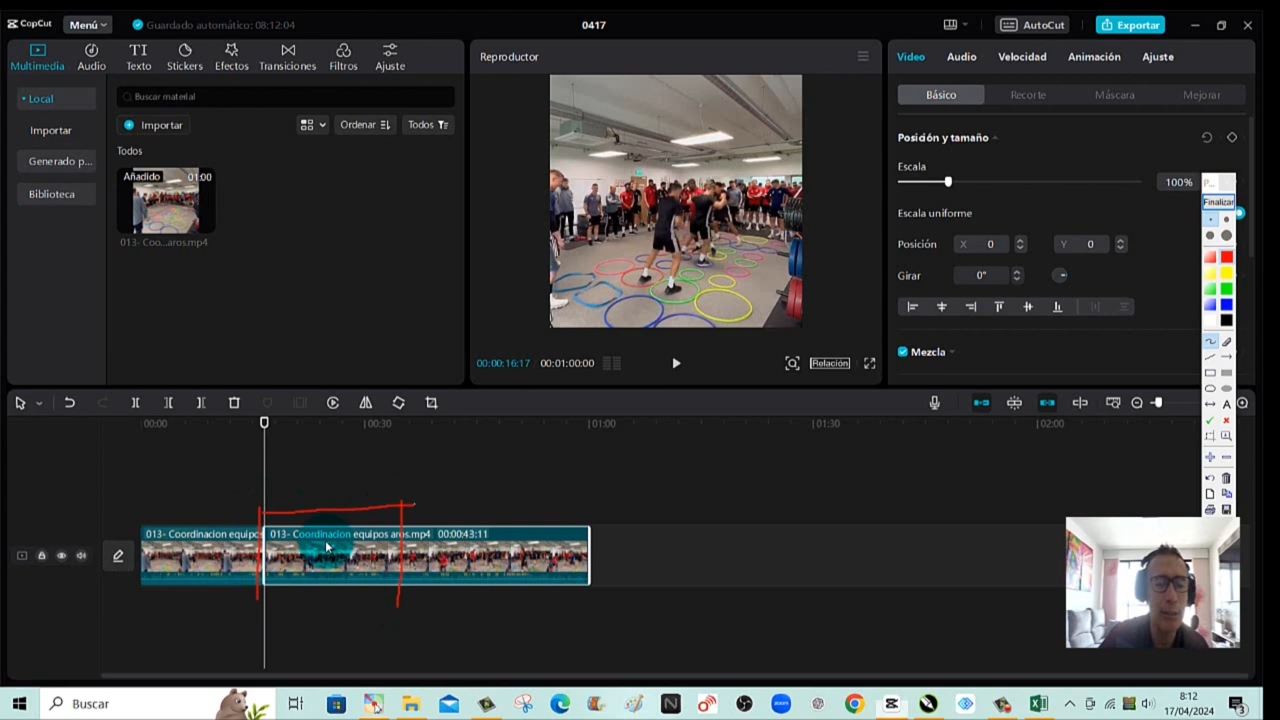 CapCut Menú Guardado automático: 08:12:04 0417 AutoCut Exportar
Multimedia Audio Texto Stickers Efectos Transiciones Filtros Ajuste
Local
Importar
Generado p...
Biblioteca
Buscar material
Importar Ordenar Todos
Todos
Añadido 01:00
013- Coo...aros.mp4
Reproductor
00:00:16:17 00:01:00:00 Relación
Video Audio Velocidad Animación Ajuste
Básico Recorte Máscara Mejorar
Posición y tamaño
Escala
100%
Escala uniforme
Posición X 0 Y 0
Girar 0°
Mezcla
P...
Finalizar
A
00:00 00:30 01:00 01:30 02:00
013- Coordinacion equipos
013- Coordinacion equipos aros.mp4 00:00:43:11
Buscar
zoom
8:12
17/04/2024
3